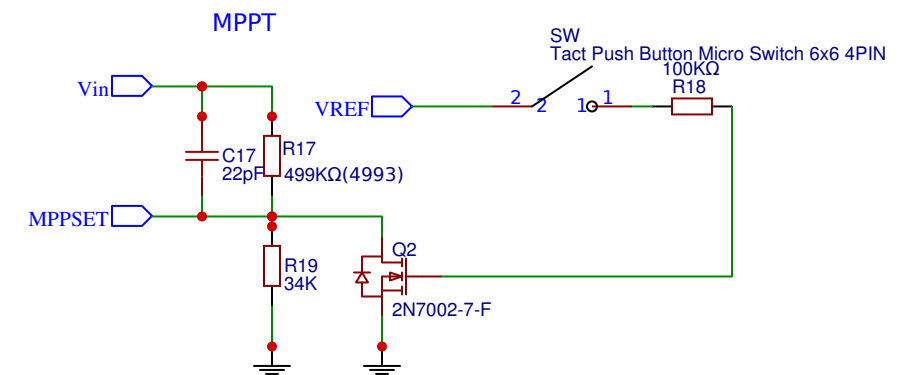 MPPT
SW
Tact Push Button Micro Switch 6x6 4PIN
100KΩ
R18
Vin
VREF
2
2
1
1
C17
22pF
R17
499KΩ(4993)
MPPSET
R19
34K
Q2
2N7002-7-F